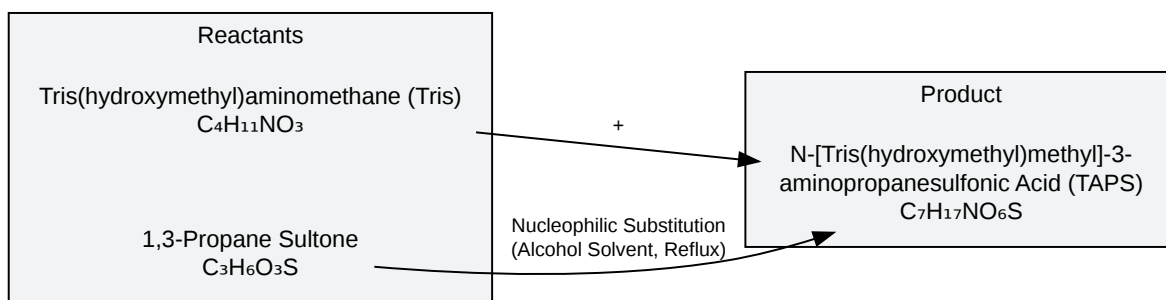 Reactants
Tris(hydroxymethyl)aminomethane (Tris)
C₄H₁₁NO₃
1,3-Propane Sultone
C₃H₆O₃S
+
Nucleophilic Substitution
(Alcohol Solvent, Reflux)
Product
N-[Tris(hydroxymethyl)methyl]-3-
aminopropanesulfonic Acid (TAPS)
C₇H₁₇NO₆S